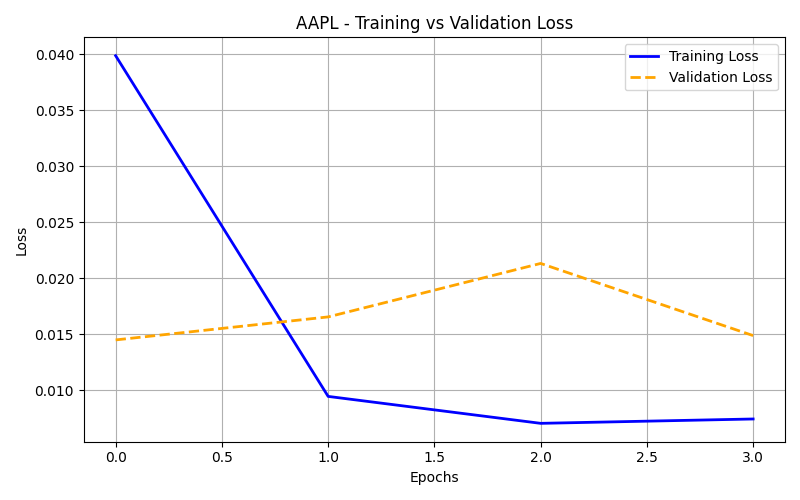 AAPL - Training vs Validation Loss
Training Loss
Validation Loss
0.040
0.035
0.030
0.025
0.020
0.015
0.010
Loss
0.0 0.5 1.0 1.5 2.0 2.5 3.0
Epochs